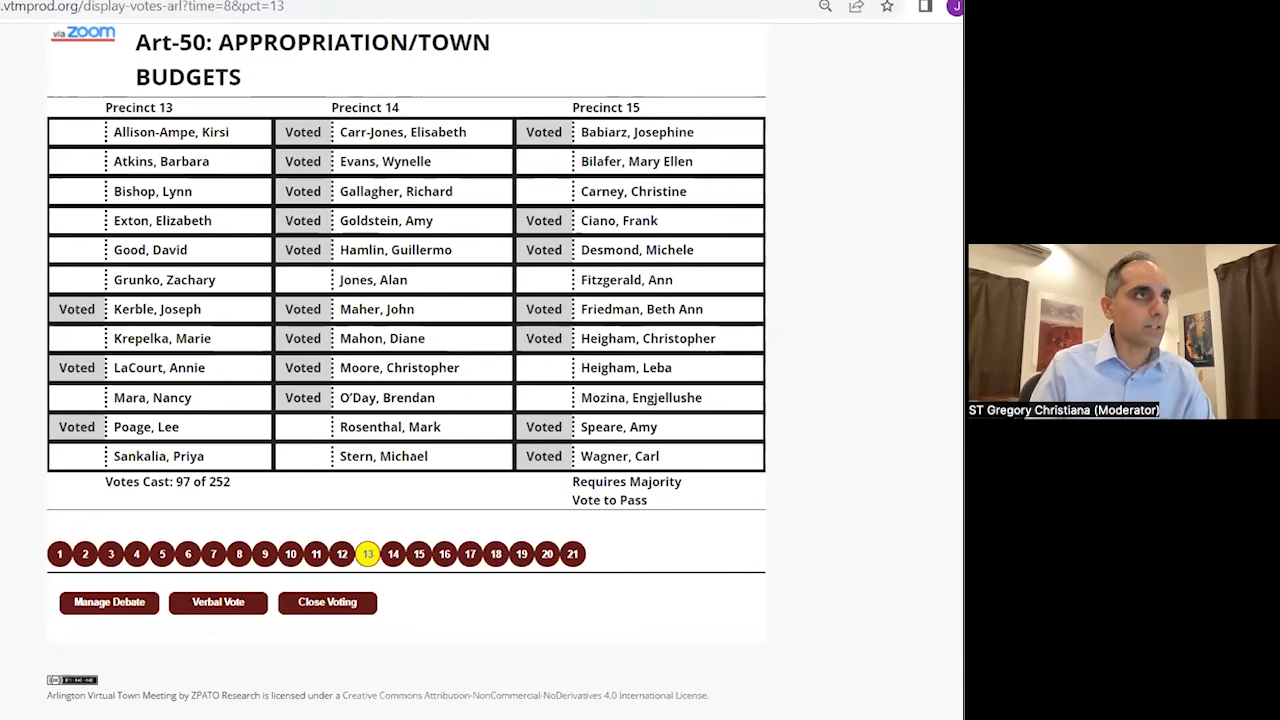 .vtmprod.org/display-votes-arl?time=8&pct=13
J
via zoom
Art-50: APPROPRIATION/TOWN
BUDGETS
Precinct 13 Precinct 14 Precinct 15
Allison-Ampe, Kirsi Voted Carr-Jones, Elisabeth Voted Babiarz, Josephine
Atkins, Barbara Voted Evans, Wynelle Bilafer, Mary Ellen
Bishop, Lynn Voted Gallagher, Richard Carney, Christine
Exton, Elizabeth Voted Goldstein, Amy Voted Ciano, Frank
Good, David Voted Hamlin, Guillermo Voted Desmond, Michele
Grunko, Zachary Jones, Alan Fitzgerald, Ann
Voted Kerble, Joseph Voted Maher, John Voted Friedman, Beth Ann
Krepelka, Marie Voted Mahon, Diane Voted Heigham, Christopher
Voted LaCourt, Annie Voted Moore, Christopher Heigham, Leba
Mara, Nancy Voted O'Day, Brendan Mozina, Engjellushe
Voted Poage, Lee Rosenthal, Mark Voted Speare, Amy
Sankalia, Priya Stern, Michael Voted Wagner, Carl
Votes Cast: 97 of 252 Requires Majority
Vote to Pass
1 2 3 4 5 6 7 8 9 10 11 12 13 14 15 16 17 18 19 20 21
Manage Debate Verbal Vote Close Voting
Arlington Virtual Town Meeting by ZPATO Research is licensed under a Creative Commons Attribution-NonCommercial-NoDerivatives 4.0 International License.
ST Gregory Christiana (Moderator)